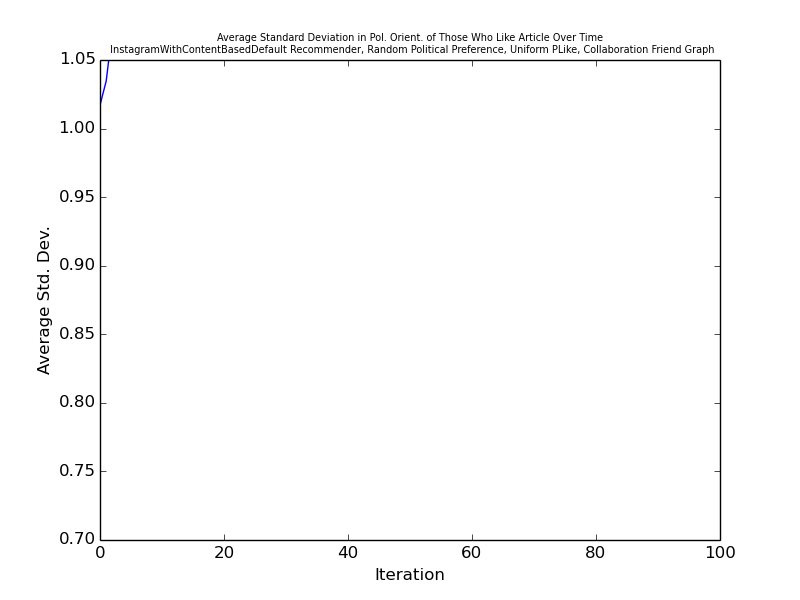 Average Standard Deviation in Pol. Orient. of Those Who Like Article Over Time
InstagramWithContentBasedDefault Recommender, Random Political Preference, Uniform PLike, Collaboration Friend Graph
1.05
1.00
0.95
0.90
0.85
0.80
0.75
0.70
Average Std. Dev.
0 20 40 60 80 100
Iteration